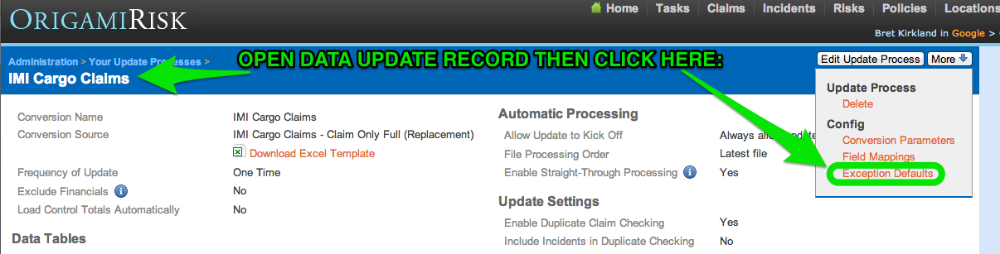 ORIGAMIRISK
Home Tasks Claims Incidents Risks Policies Locations
Bret Kirkland in Google >
Administration > Your Update Processes >
IMI Cargo Claims
OPEN DATA UPDATE RECORD THEN CLICK HERE:
Edit Update Process More
Update Process
Delete
Config
Conversion Parameters
Field Mappings
Exception Defaults
Conversion Name IMI Cargo Claims
Conversion Source IMI Cargo Claims - Claim Only Full (Replacement)
Download Excel Template
Frequency of Update One Time
Exclude Financials No
Load Control Totals Automatically No
Data Tables
Automatic Processing
Allow Update to Kick Off Always
File Processing Order Latest file
Enable Straight-Through Processing Yes
Update Settings
Enable Duplicate Claim Checking Yes
Include Incidents in Duplicate Checking No